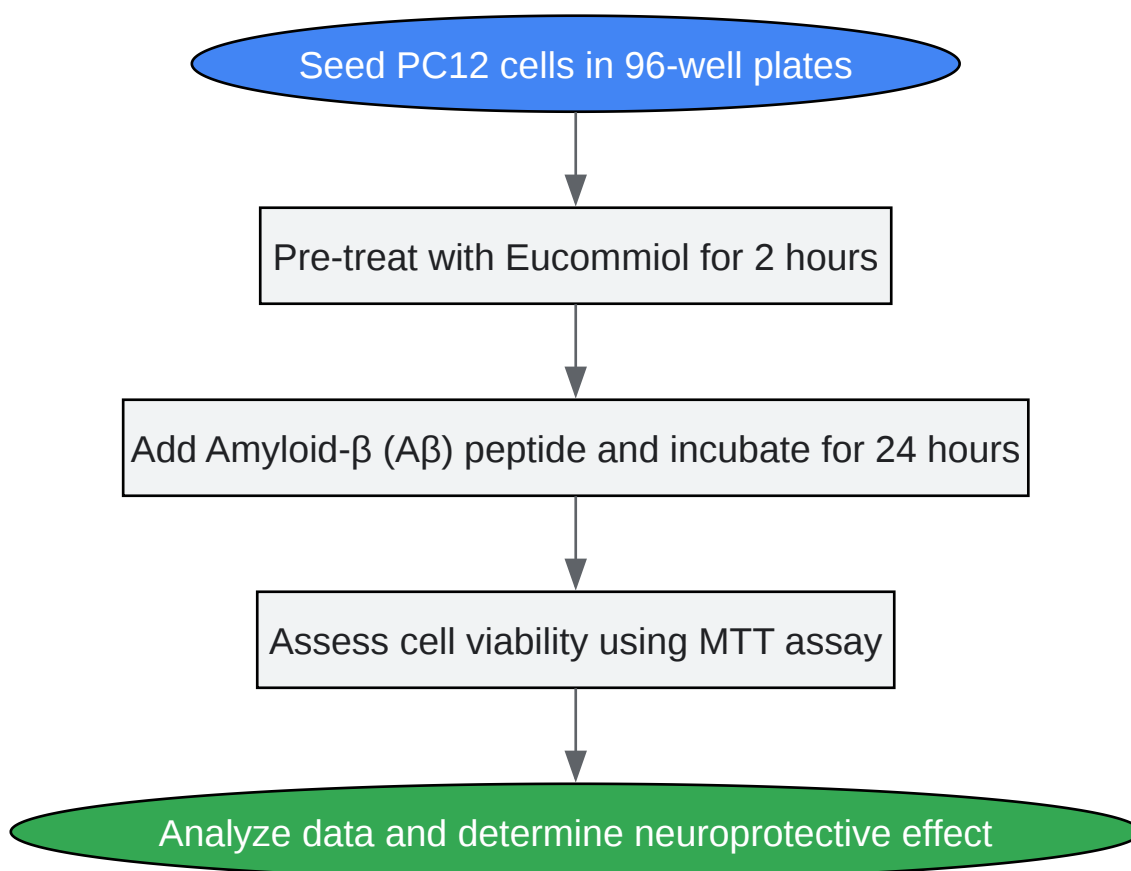 Seed PC12 cells in 96-well plates
Pre-treat with Eucommiol for 2 hours
Add Amyloid-β (Aβ) peptide and incubate for 24 hours
Assess cell viability using MTT assay
Analyze data and determine neuroprotective effect